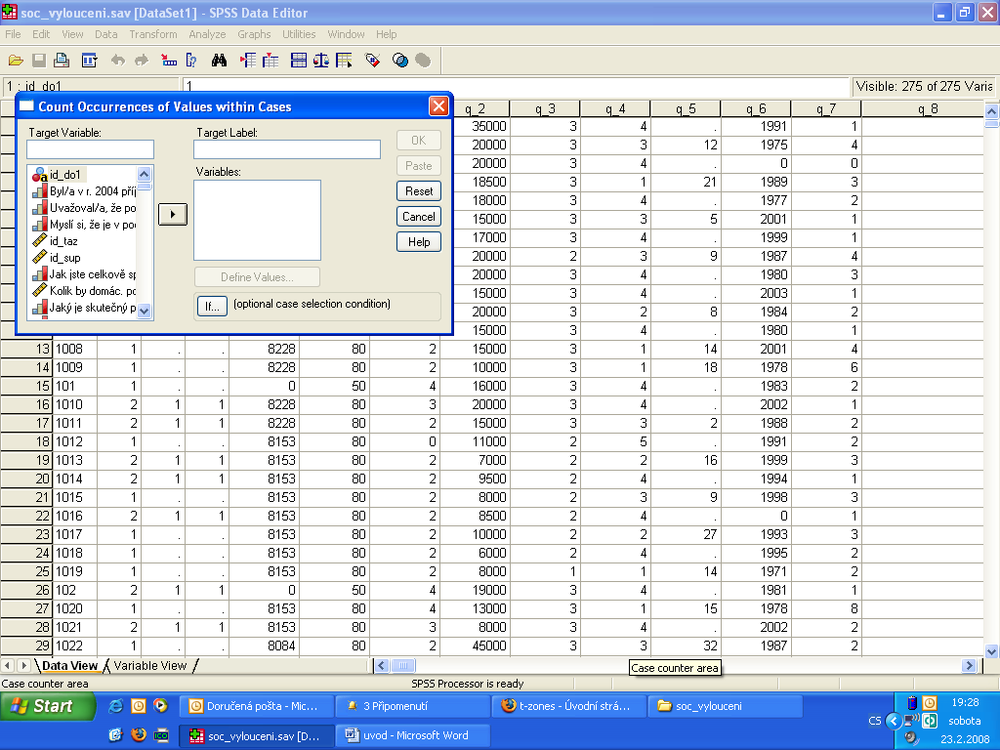 soc_vylouceni.sav [DataSet1] - SPSS Data Editor
File Edit View Data Transform Analyze Graphs Utilities Window Help
1 : id_do1 1 Visible: 275 of 275 Varia
Count Occurrences of Values within Cases
Target Variable: Target Label:
OK
Paste
Reset
Cancel
Help
Variables:
id_do1
Byl/a v r. 2004 příj
Uvažoval/a, že po
Myslí si, že je v po
id_taz
id_sup
Jak jste celkově sp
Kolik by domác. po
Jaký je skutečný p
Define Values...
If... (optional case selection condition)
q_2 q_3 q_4 q_5 q_6 q_7 q_8
35000 3 4 . 1991 1
20000 3 3 12 1975 4
20000 3 4 . 0 0
18500 3 1 21 1989 3
18000 3 4 . 1977 2
15000 3 3 5 2001 1
17000 3 4 . 1999 1
20000 2 3 9 1987 4
20000 3 4 . 1980 3
15000 3 4 . 2003 1
20000 3 2 8 1984 2
15000 3 4 . 1980 1
13 1008 1 . . 8228 80 2 15000 3 1 14 2001 4
14 1009 1 . . 8228 80 2 10000 3 1 18 1978 6
15 101 1 . . 0 50 4 16000 3 4 . 1983 2
16 1010 2 1 1 8228 80 3 20000 3 4 . 2002 1
17 1011 2 1 1 8228 80 2 15000 3 3 2 1988 2
18 1012 1 . . 8153 80 0 11000 2 5 . 1991 2
19 1013 2 1 1 8153 80 2 7000 2 2 16 1999 3
20 1014 2 1 1 8153 80 2 9500 2 4 . 1994 1
21 1015 1 . . 8153 80 2 8000 2 3 9 1998 3
22 1016 2 1 1 8153 80 2 8500 2 4 . 0 1
23 1017 1 . . 8153 80 2 10000 2 2 27 1993 3
24 1018 1 . . 8153 80 2 6000 2 4 . 1995 2
25 1019 1 . . 8153 80 2 8000 1 1 14 1971 2
26 102 2 1 1 0 50 4 19000 3 4 . 1981 1
27 1020 1 . . 8153 80 4 13000 3 1 15 1978 8
28 1021 2 1 1 8153 80 3 8000 3 4 . 2002 2
29 1022 1 . . 8084 80 2 45000 3 3 32 1987 2
Data View Variable View
Case counter area
Case counter area SPSS Processor is ready
Start
Doručená pošta - Mic...
3 Připomenutí
t-zones - Úvodní strá...
soc_vylouceni
soc_vylouceni.sav [D...
uvod - Microsoft Word
CS
19:28
sobota
23.2.2008